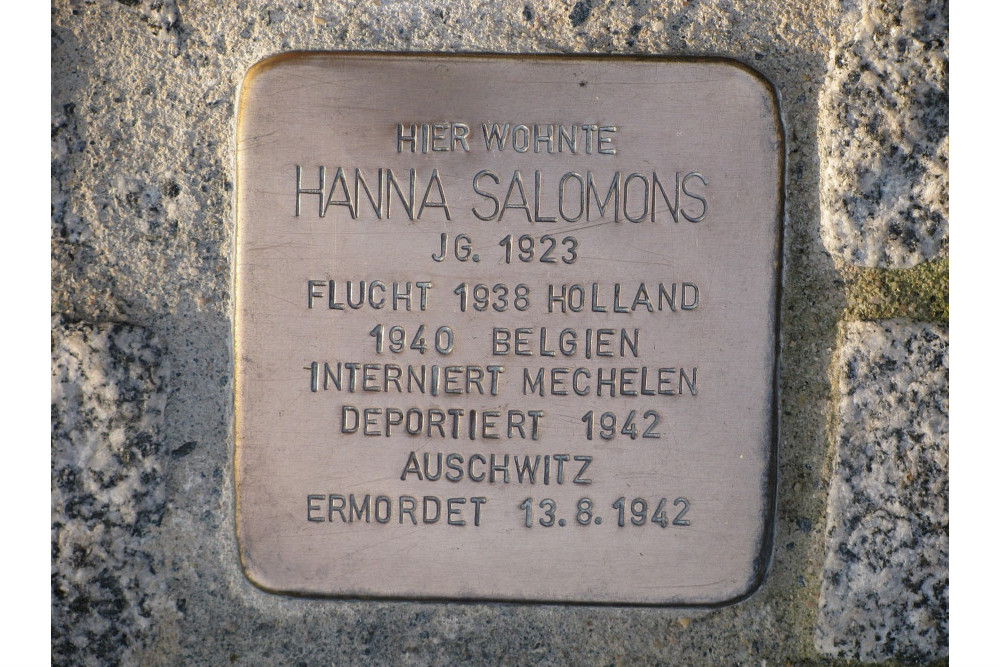 HIER WOHNTE
HANNA SALOMONS
JG. 1923
FLUCHT 1938 HOLLAND
1940 BELGIEN
INTERNIERT MECHELEN
DEPORTIERT 1942
AUSCHWITZ
ERMORDET 13.8.1942